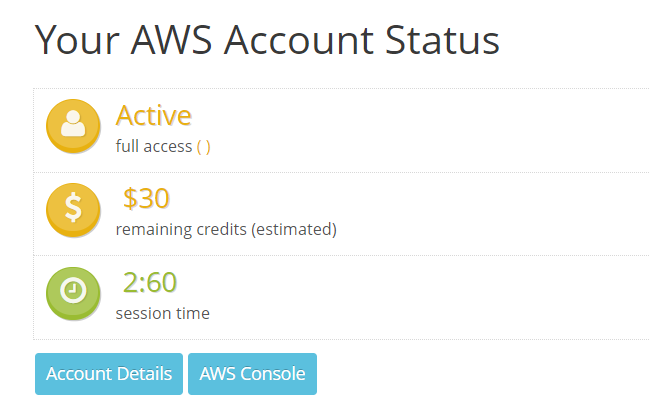 Your AWS Account Status
Active
full access ( )
$30
remaining credits (estimated)
2:60
session time
Account Details AWS Console